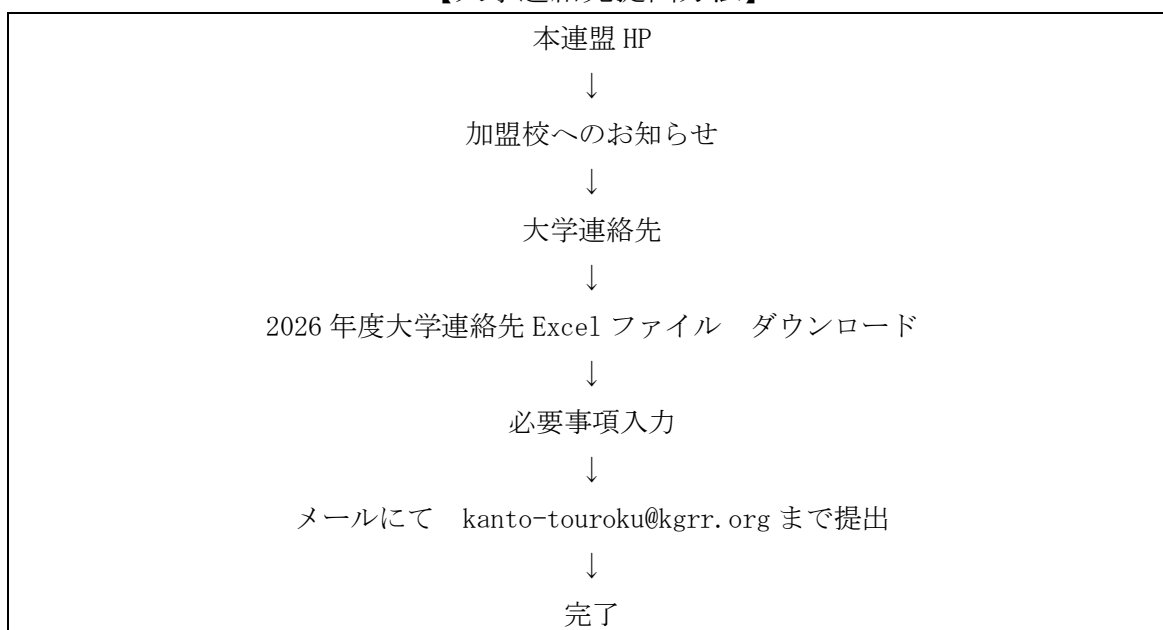 本連盟 HP
↓
加盟校へのお知らせ
↓
大学連絡先
↓
2026 年度大学連絡先 Excel ファイル　ダウンロード
↓
必要事項入力
↓
メールにて　kanto-touroku@kgrr.org まで提出
↓
完了